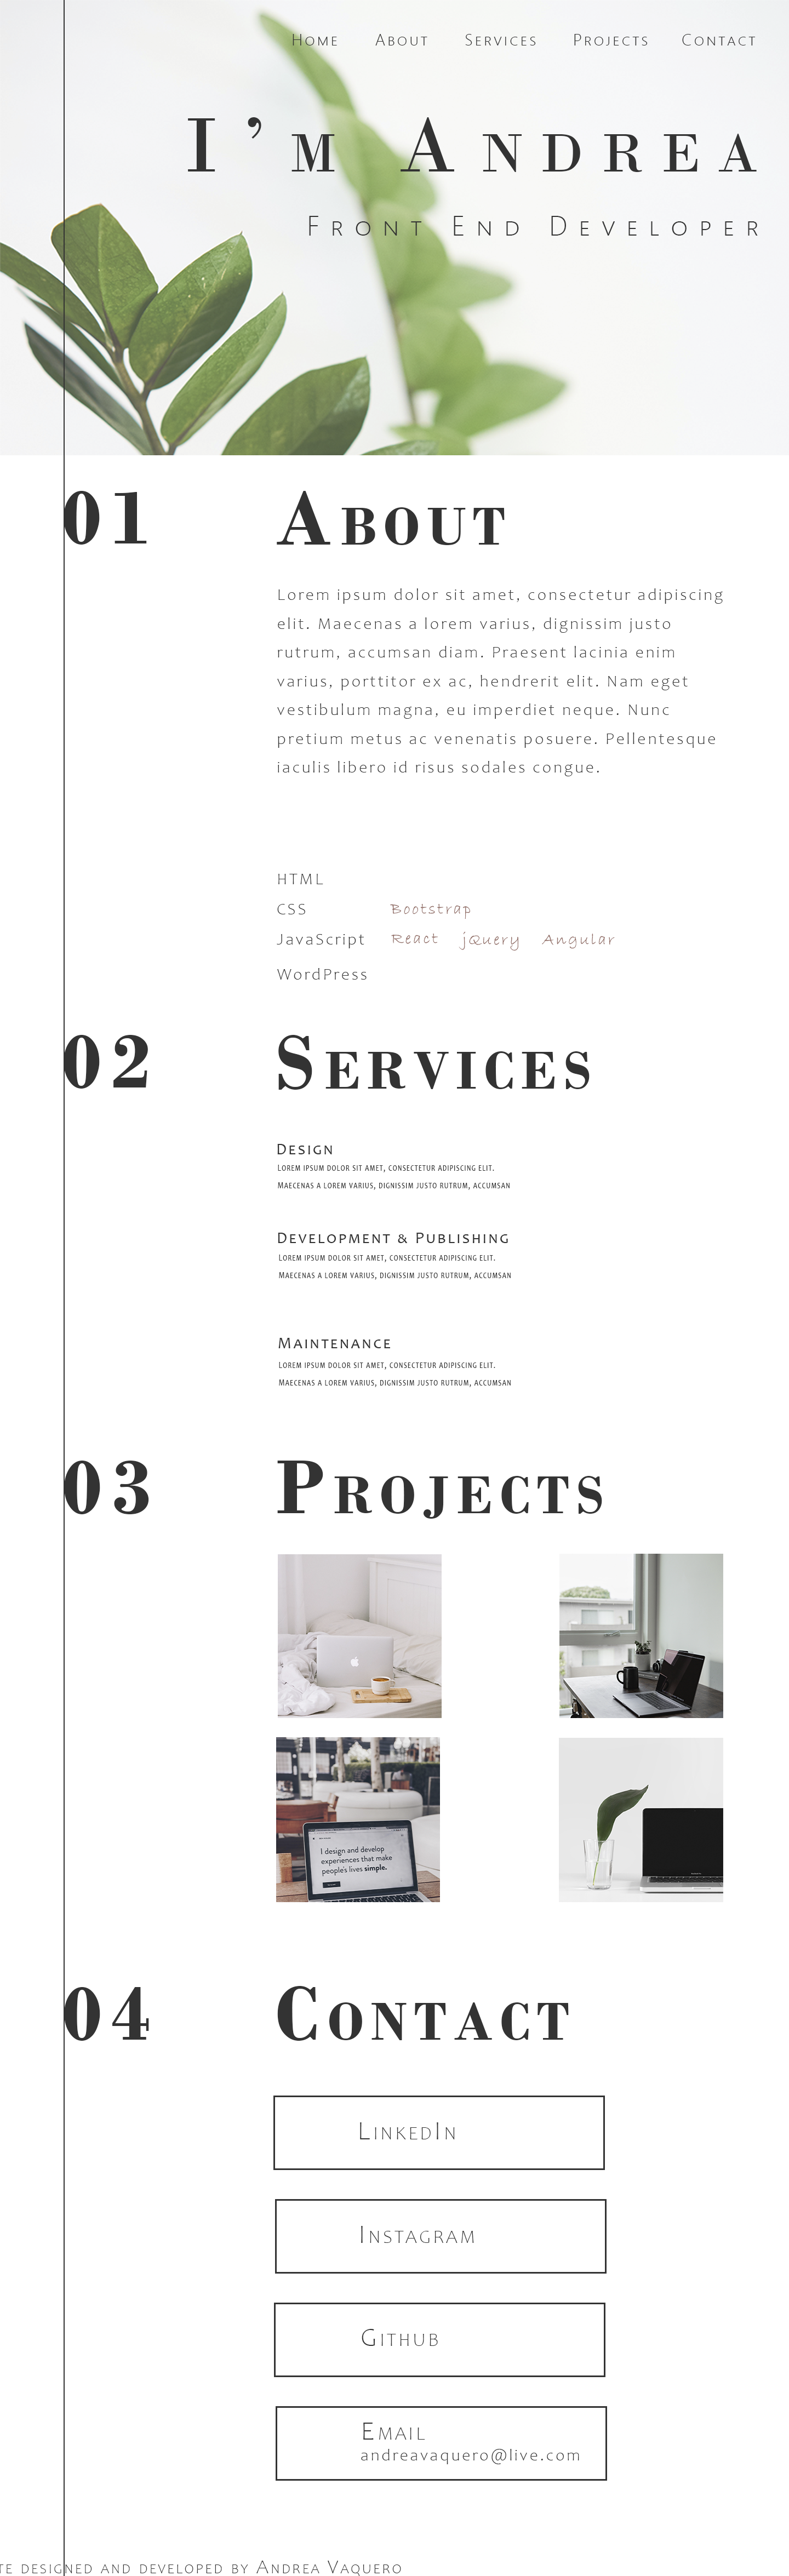 Home About Services Projects Contact
I'm Andrea
Front End Developer
01 About
Lorem ipsum dolor sit amet, consectetur adipiscing
elit. Maecenas a lorem varius, dignissim justo
rutrum, accumsan diam. Praesent lacinia enim
varius, porttitor ex ac, hendrerit elit. Nam eget
vestibulum magna, eu imperdiet neque. Nunc
pretium metus ac venenatis posuere. Pellentesque
iaculis libero id risus sodales congue.
HTML
CSS Bootstrap
JavaScript React jQuery Angular
WordPress
02 Services
Design
lorem ipsum dolor sit amet, consectetur adipiscing elit.
Maecenas a lorem varius, dignissim justo rutrum, accumsan
Development & Publishing
lorem ipsum dolor sit amet, consectetur adipiscing elit.
Maecenas a lorem varius, dignissim justo rutrum, accumsan
Maintenance
lorem ipsum dolor sit amet, consectetur adipiscing elit.
Maecenas a lorem varius, dignissim justo rutrum, accumsan
03 Projects
I design and develop
experiences that make
people's lives simple.
04 Contact
LinkedIn
Instagram
Github
Email
andreavaquero@live.com
te designed and developed by Andrea Vaquero